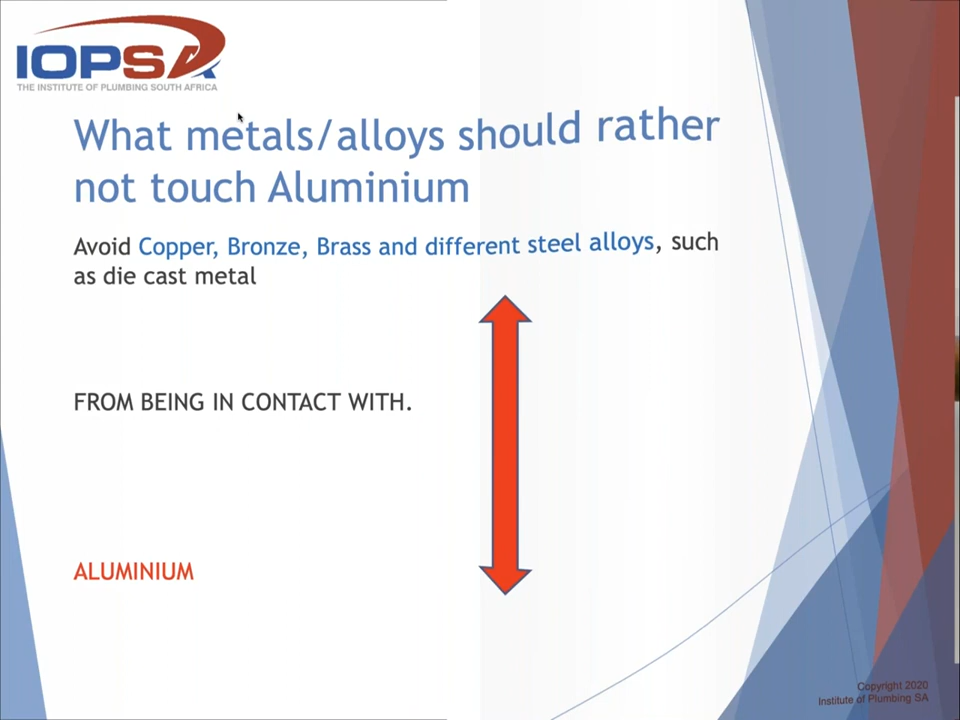 IOPSA
THE INSTITUTE OF PLUMBING SOUTH AFRICA
What metals/alloys should rather
not touch Aluminium
Avoid Copper, Bronze, Brass and different steel alloys, such
as die cast metal
FROM BEING IN CONTACT WITH.
ALUMINIUM
Copyright 2020
Institute of Plumbing SA